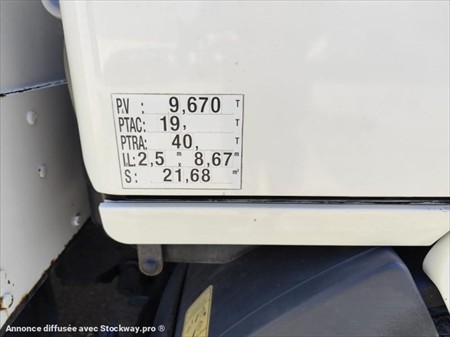 P.V : 9,670 T
PTAC: 19, T
PTRA: 40, T
l.L: 2,5 m x 8,67 m
S : 21,68 m²
Annonce diffusée avec Stockway.pro ®